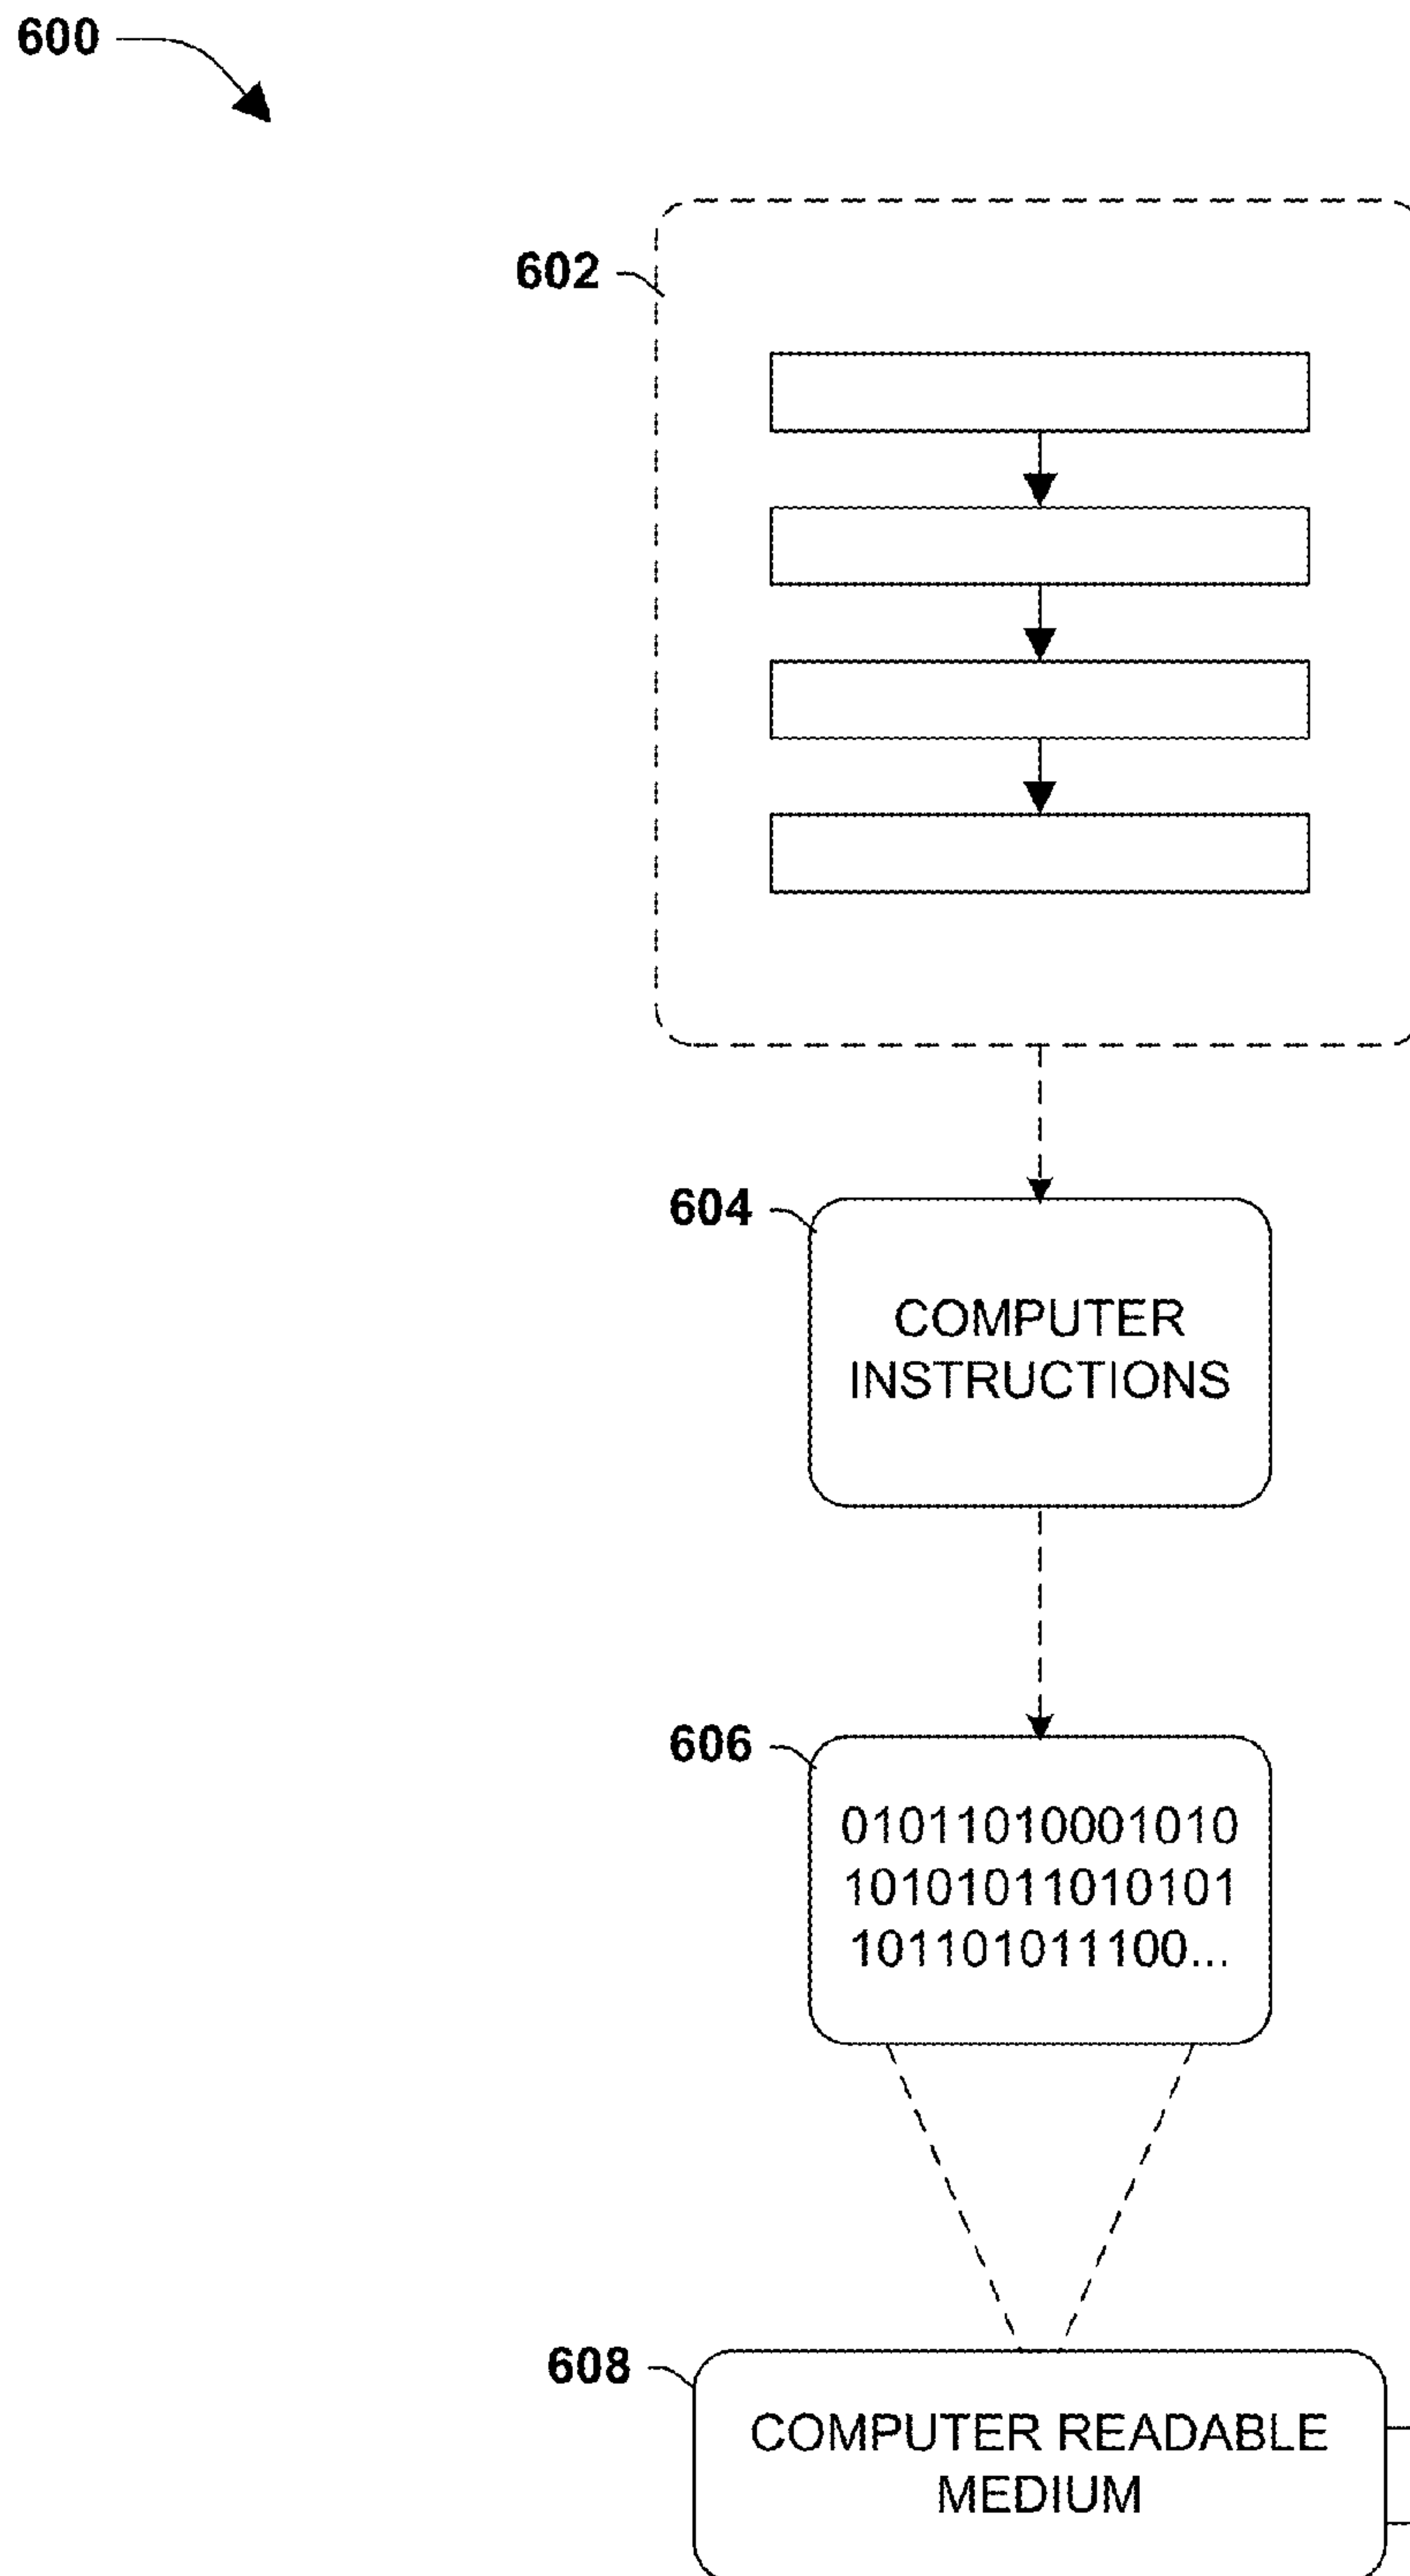 600
602
604
COMPUTER
INSTRUCTIONS
606
01011010001010
10101011010101
101101011100...
608
COMPUTER READABLE
MEDIUM